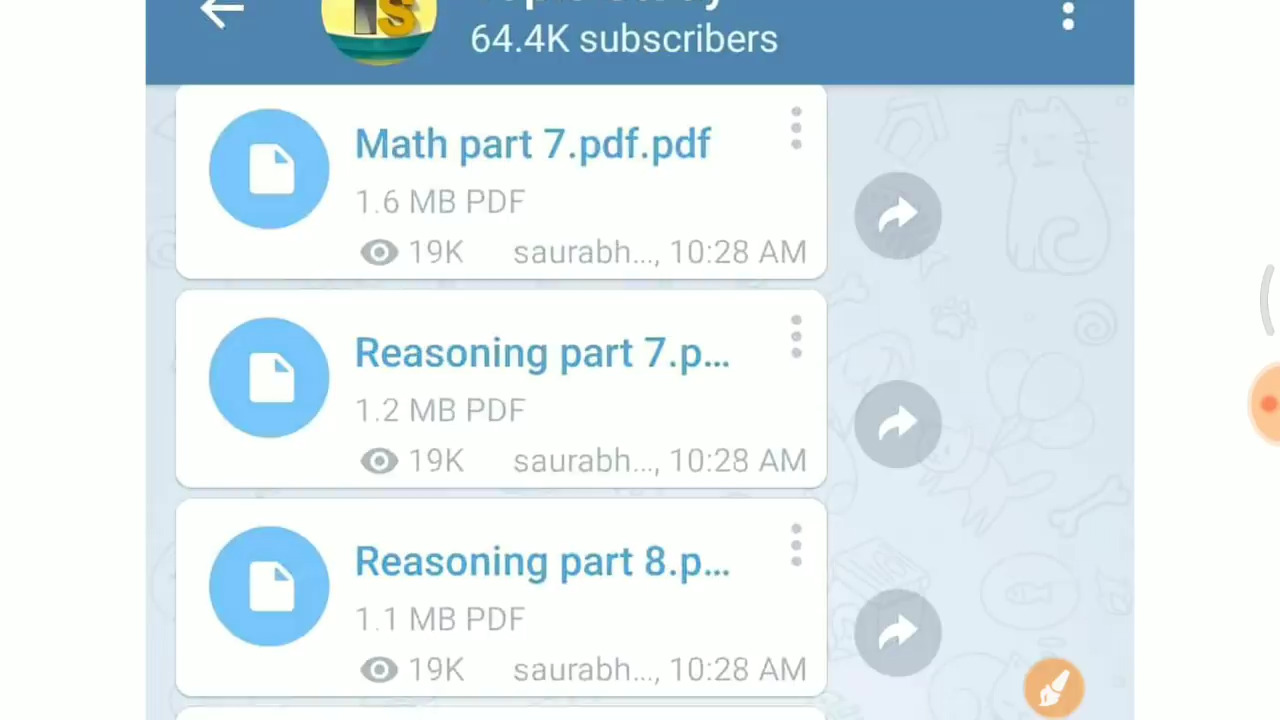 TS
64.4K subscribers
Math part 7.pdf.pdf
1.6 MB PDF
19K saurabh..., 10:28 AM
Reasoning part 7.p...
1.2 MB PDF
19K saurabh..., 10:28 AM
Reasoning part 8.p...
1.1 MB PDF
19K saurabh..., 10:28 AM